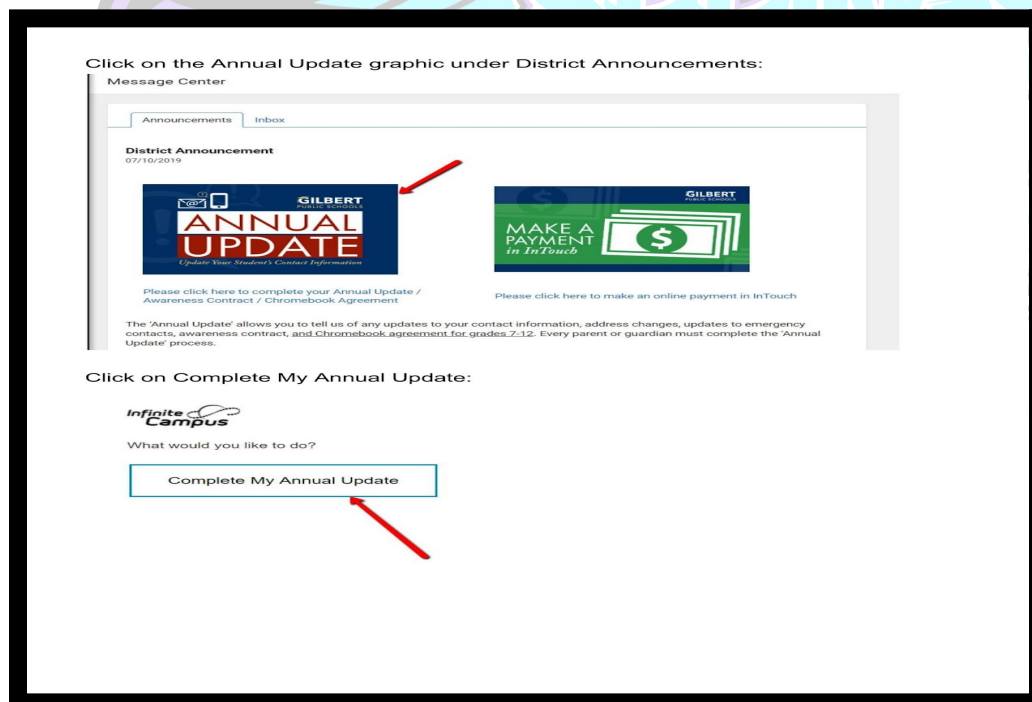 Click on the Annual Update graphic under District Announcements:
Message Center
Announcements Inbox
District Announcement
07/10/2019
GILBERT
PUBLIC SCHOOLS
ANNUAL
UPDATE
Update Your Student's Contact Information
GILBERT
PUBLIC SCHOOLS
MAKE A
PAYMENT
in InTouch
Please click here to complete your Annual Update /
Awareness Contract / Chromebook Agreement
Please click here to make an online payment in InTouch
The 'Annual Update' allows you to tell us of any updates to your contact information, address changes, updates to emergency
contacts, awareness contract, and Chromebook agreement for grades 7-12. Every parent or guardian must complete the 'Annual
Update' process.
Click on Complete My Annual Update:
Infinite
Campus
What would you like to do?
Complete My Annual Update